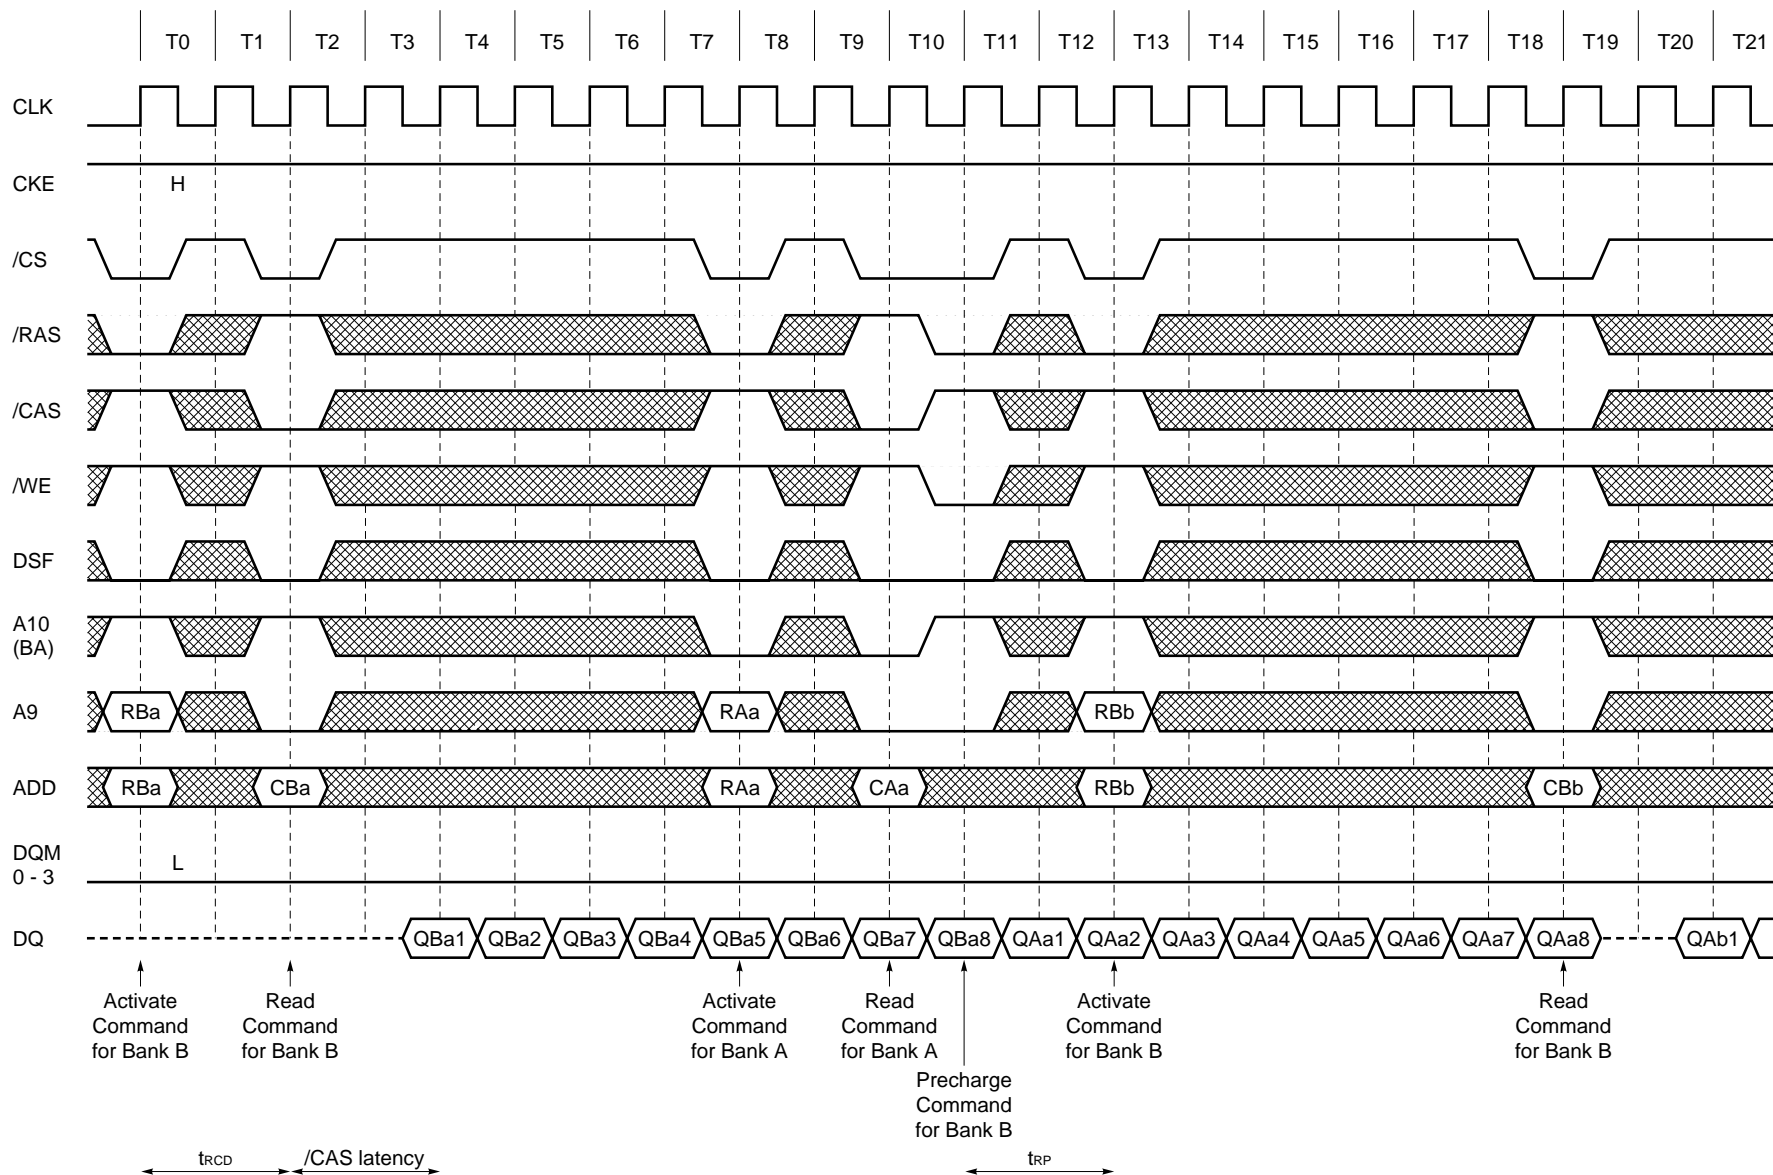 T0 T1 T2 T3 T4 T5 T6 T7 T8 T9 T10 T11 T12 T13 T14 T15 T16 T17 T18 T19 T20 T21
CLK
CKE H
/CS
/RAS
/CAS
/WE
DSF
A10
(BA)
A9 RBa RAa RBb
ADD RBa CBa RAa CAa RBb CBb
DQM
0 - 3 L
DQ QBa1 QBa2 QBa3 QBa4 QBa5 QBa6 QBa7 QBa8 QAa1 QAa2 QAa3 QAa4 QAa5 QAa6 QAa7 QAa8 QAb1
Activate
Command
for Bank B
Read
Command
for Bank B
Activate
Command
for Bank A
Read
Command
for Bank A
Precharge
Command
for Bank B
Activate
Command
for Bank B
Read
Command
for Bank B
tRCD /CAS latency tRP